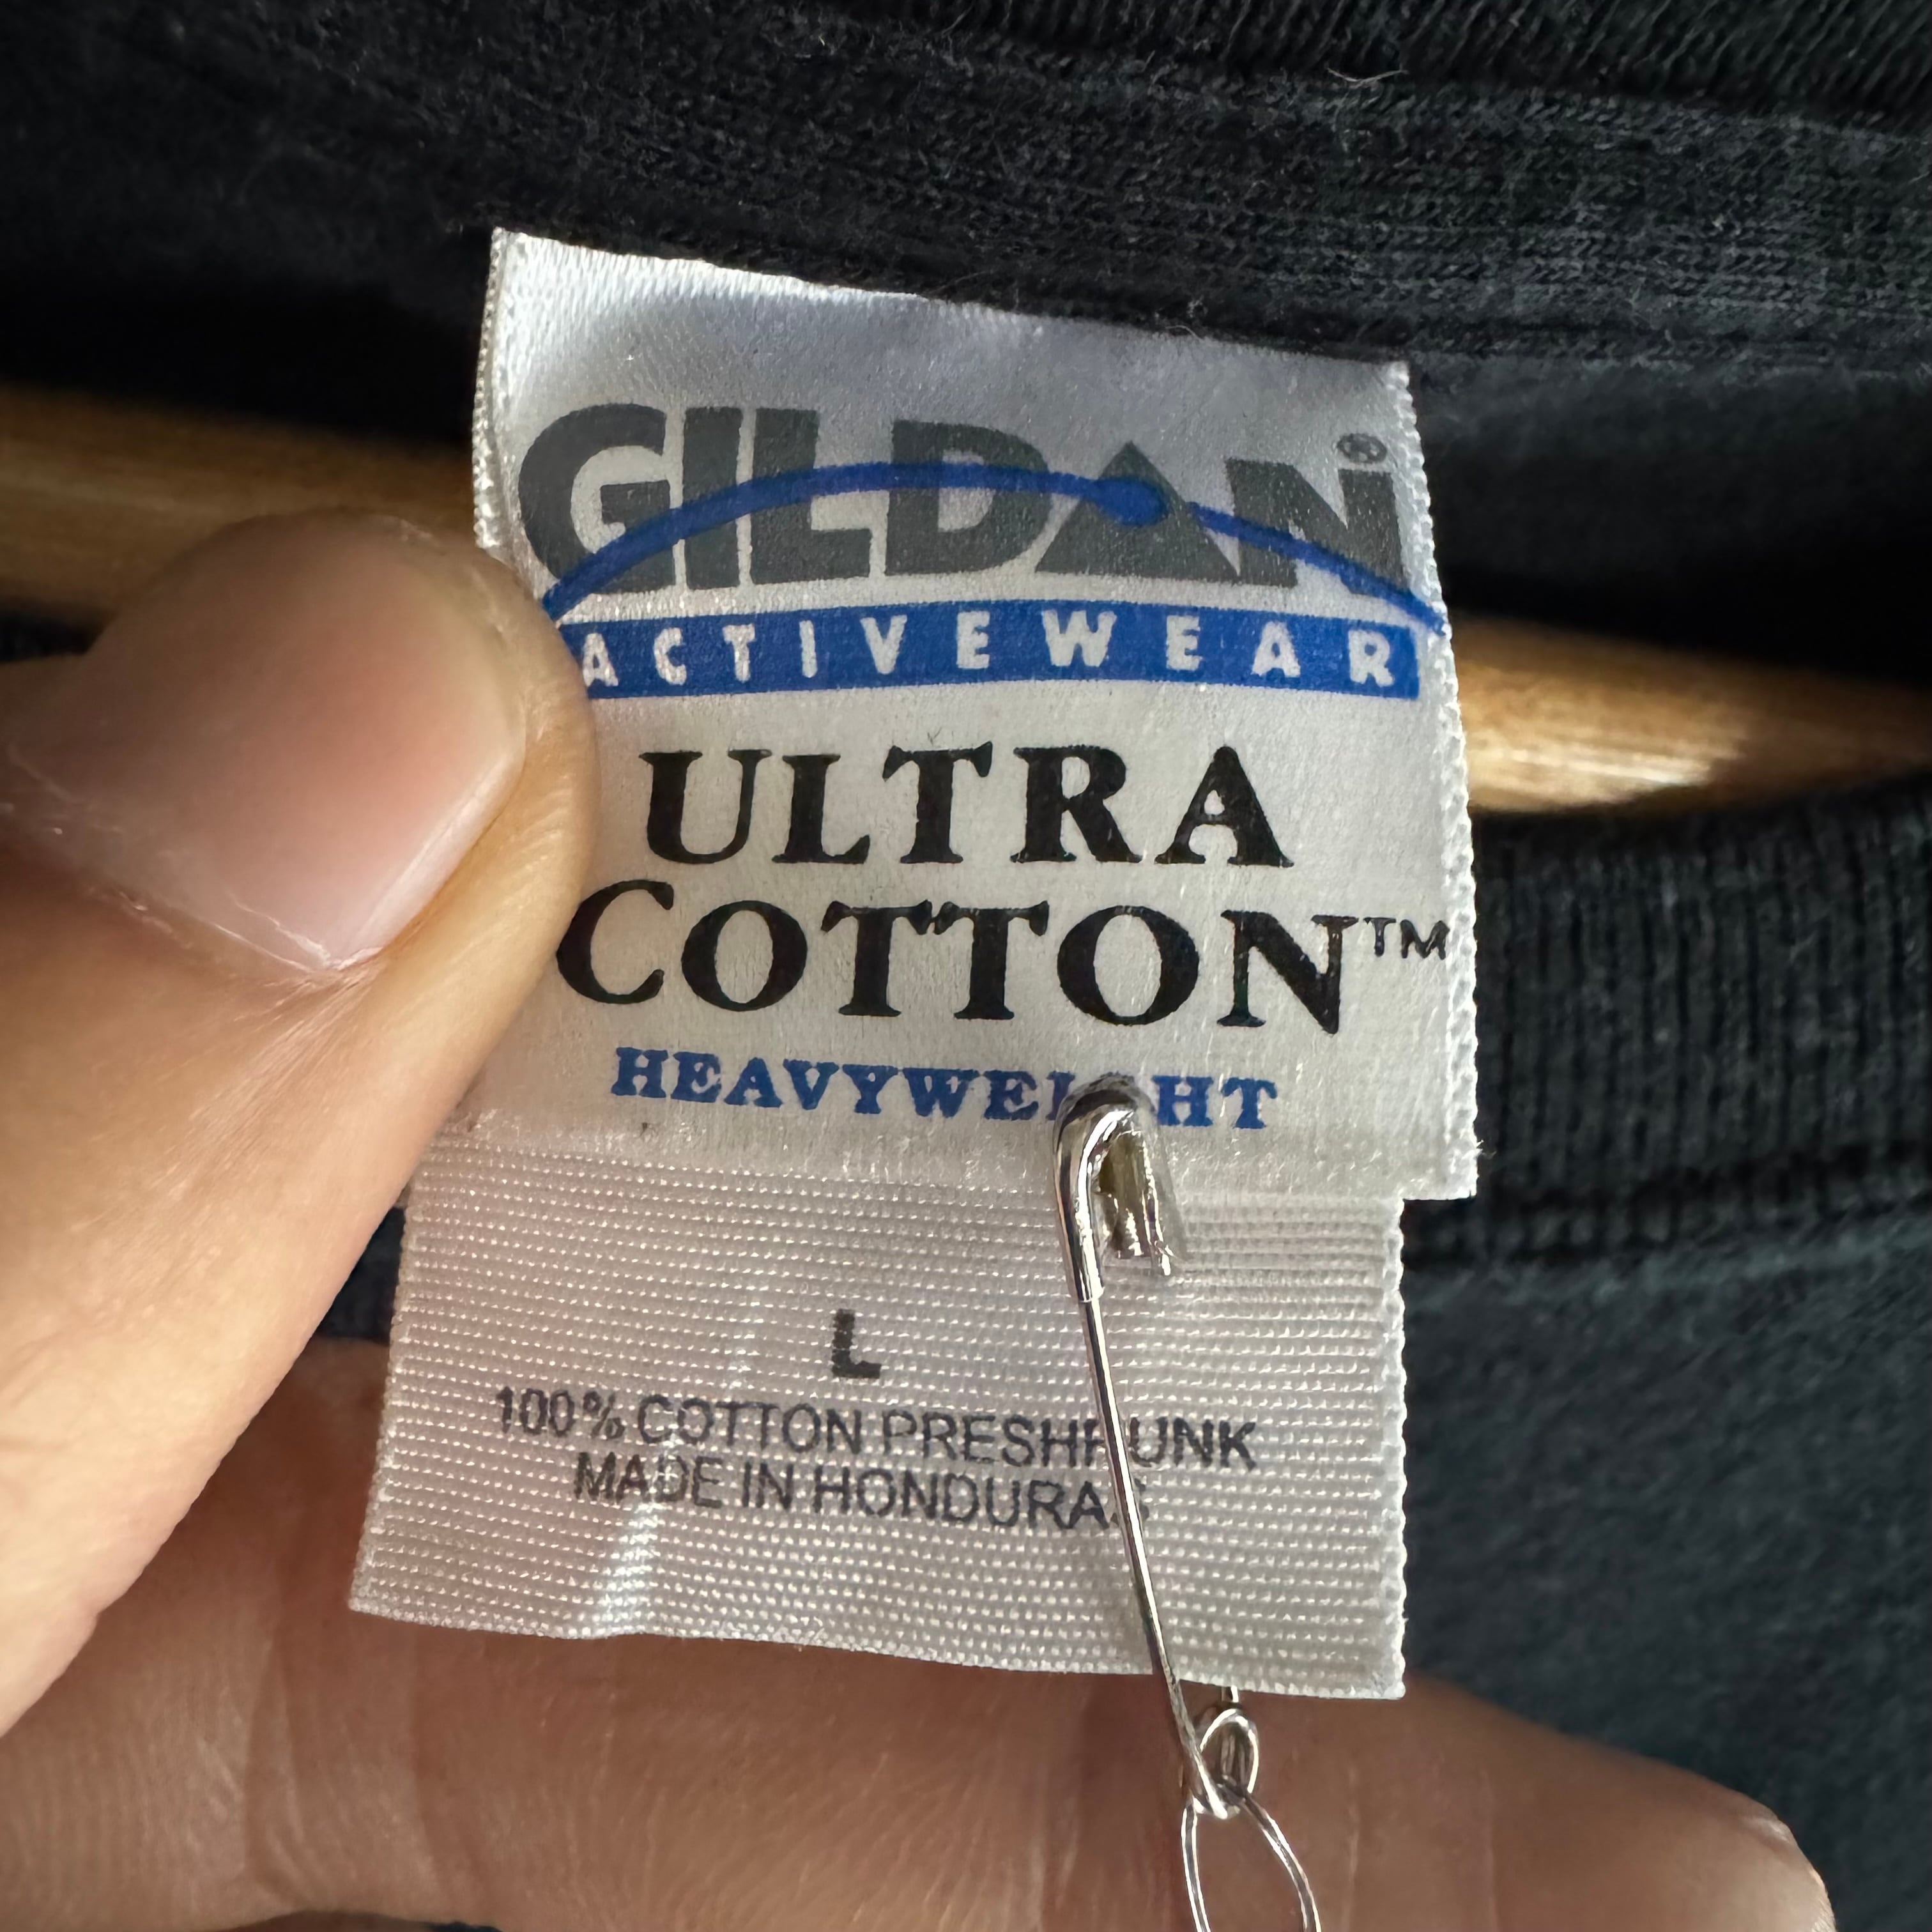 GILDAN®
ACTIVEWEAR
ULTRA
COTTON™
HEAVYWEIGHT
L
100% COTTON PRESHRUNK
MADE IN HONDURAS